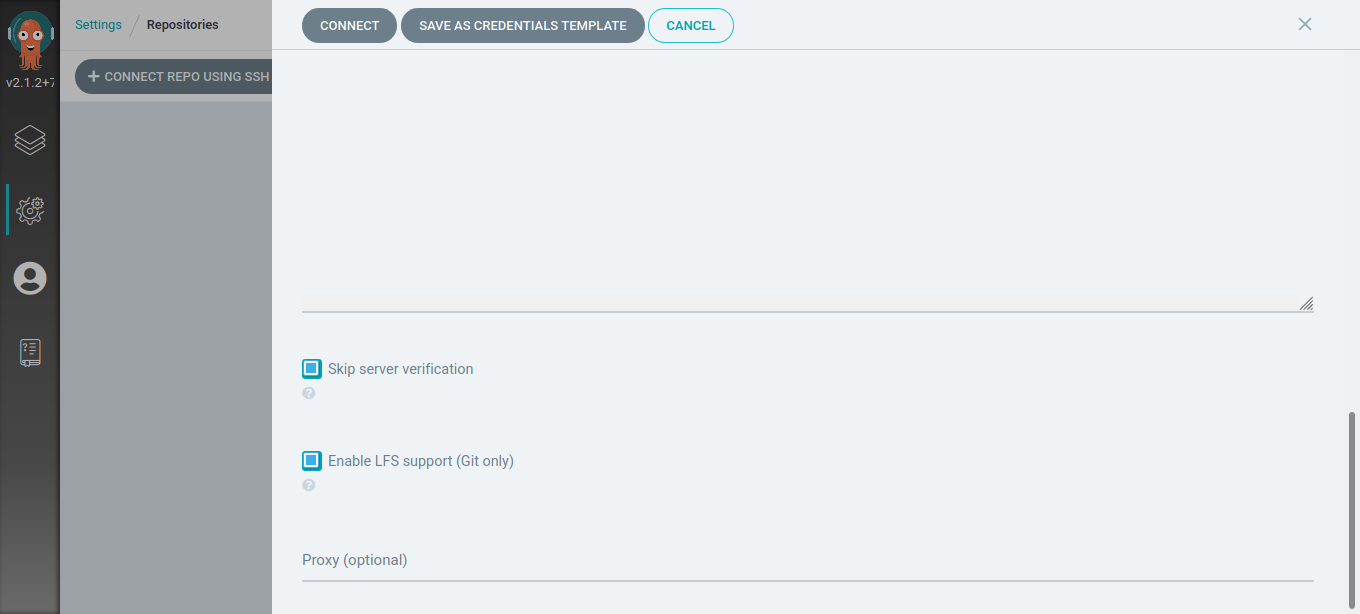 CONNECT
SAVE AS CREDENTIALS TEMPLATE
CANCEL
Settings
Repositories
CONNECT REPO USING SSH
v2.1.2+7
Skip server verification
?
Enable LFS support (Git only)
?
Proxy (optional)